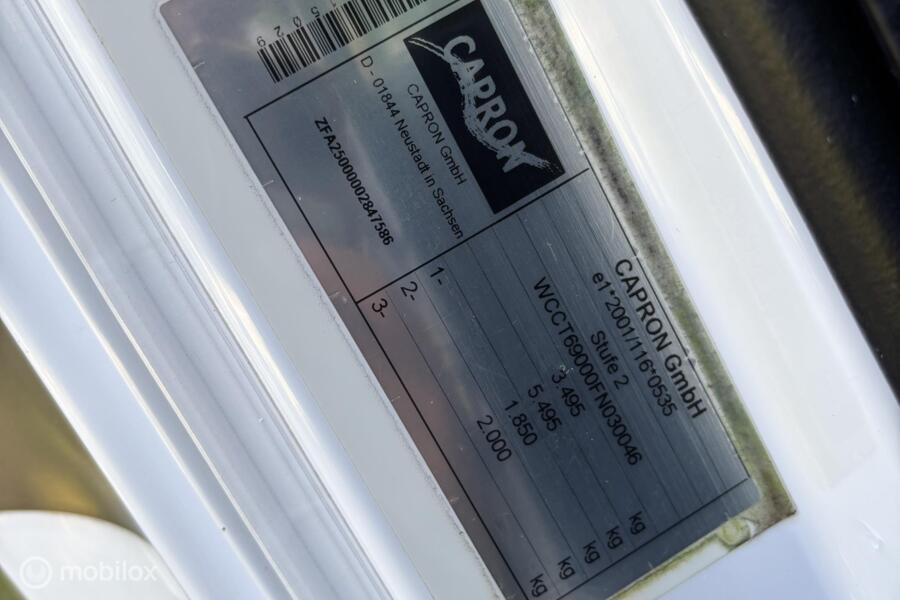 5029
CAPRON
CAPRON GmbH
D - 01844 Neustadt in Sachsen
ZFA25000002847586
CAPRON GmbH
e1*2001/116*0535
Stufe 2
WCCT69000FN030046
3.495 kg
5.495 kg
1- 1.850 kg
2- 2.000 kg
3- kg
mobilox